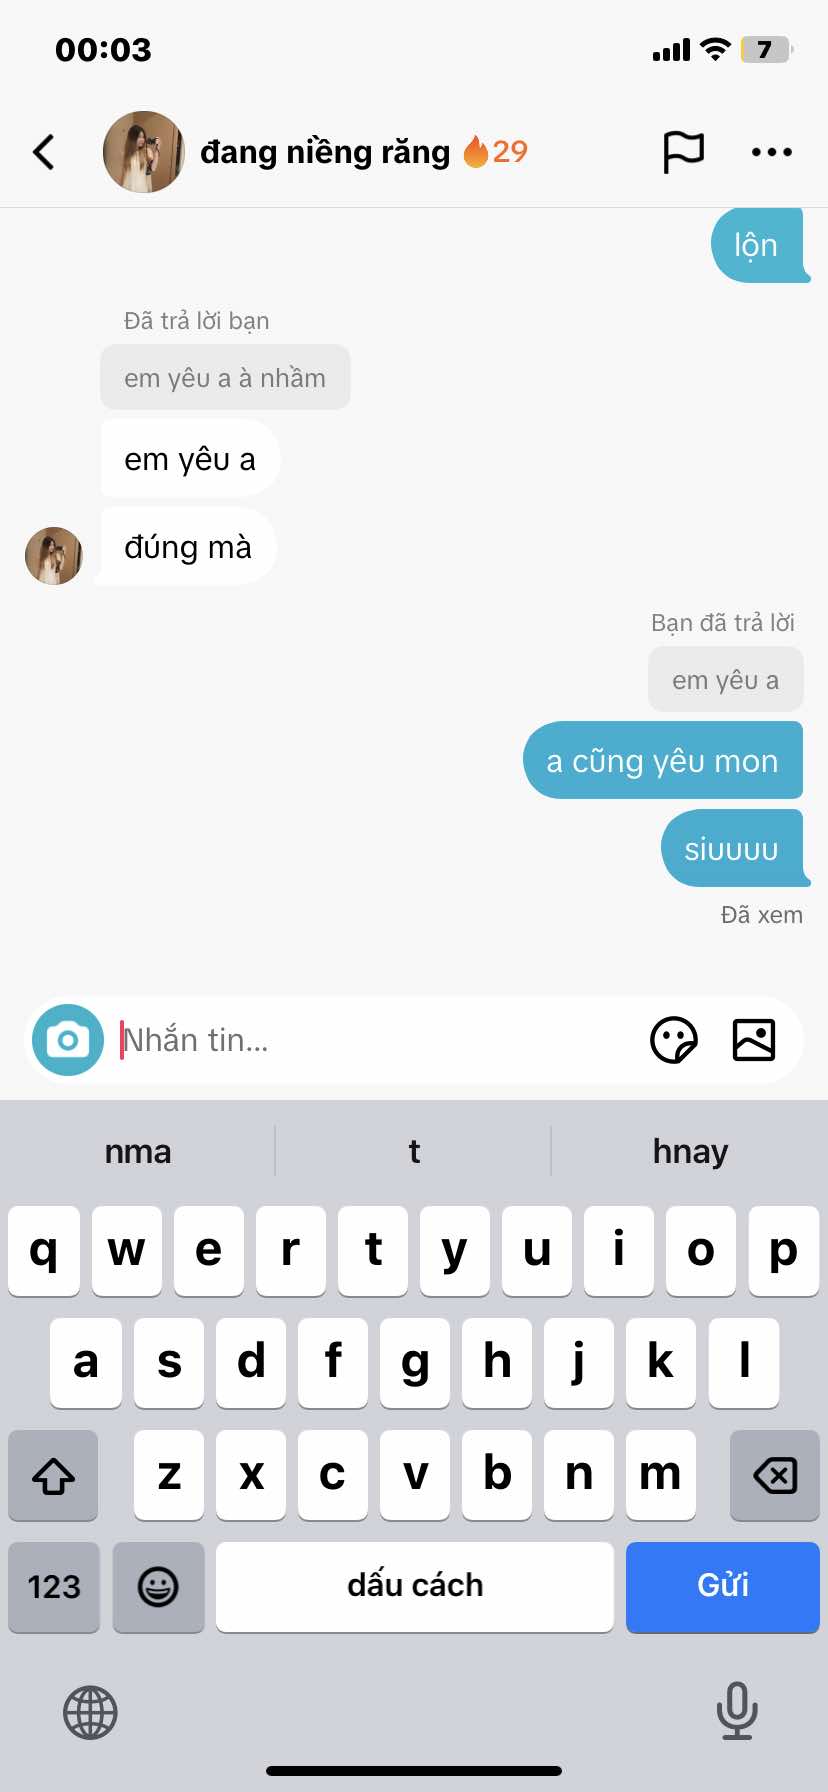 00:03
7
đang niềng răng 🔥29
lộn
Đã trả lời bạn
em yêu a à nhầm
em yêu a
đúng mà
Bạn đã trả lời
em yêu a
a cũng yêu mon
siuuuu
Đã xem
Nhắn tin...
nma t hnay
q w e r t y u i o p
a s d f g h j k l
z x c v b n m
123 dấu cách Gửi